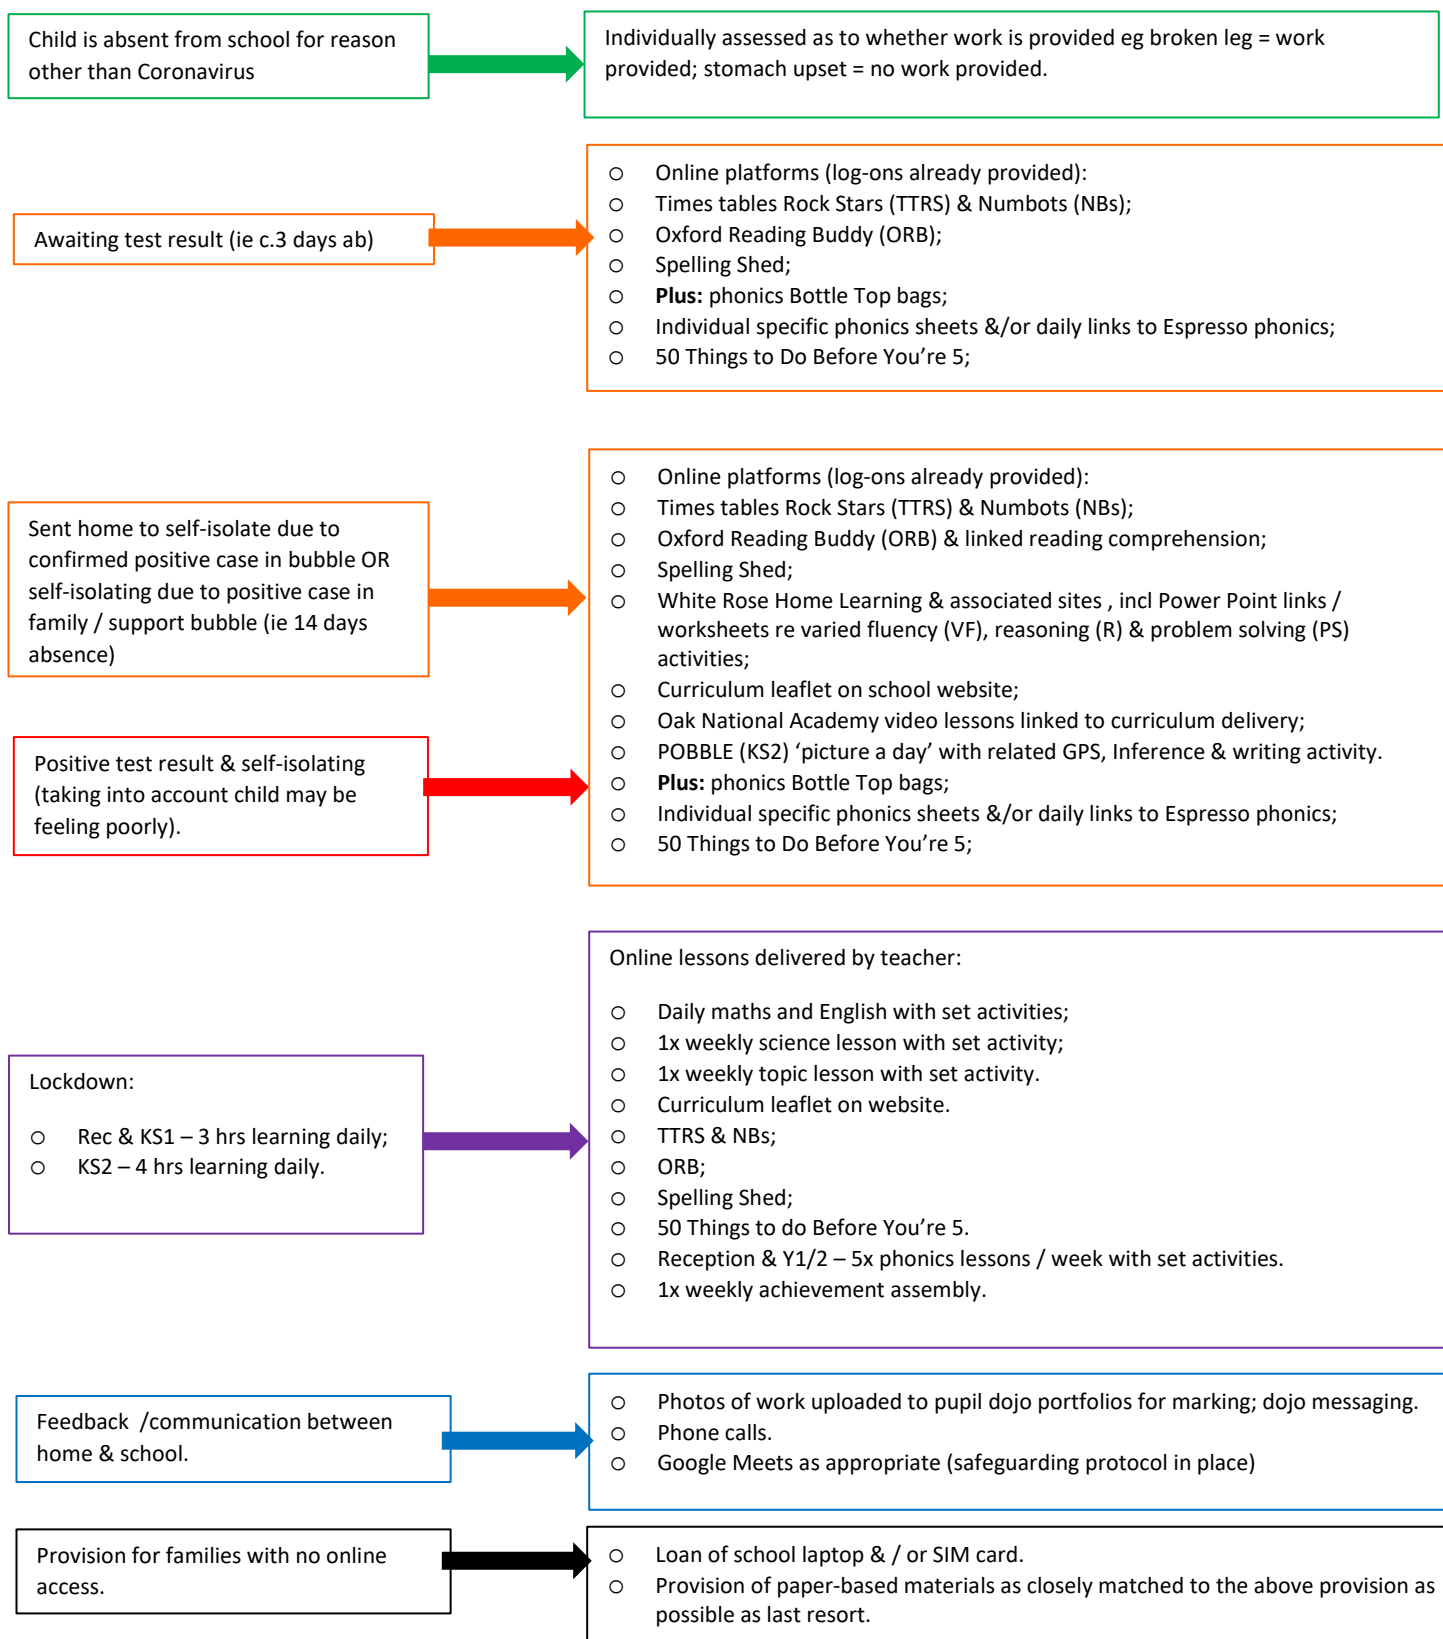 Child is absent from school for reason
other than Coronavirus
Individually assessed as to whether work is provided eg broken leg = work
provided; stomach upset = no work provided.
Awaiting test result (ie c.3 days ab)
o Online platforms (log-ons already provided):
o Times tables Rock Stars (TTRS) & Numbots (NBs);
o Oxford Reading Buddy (ORB);
o Spelling Shed;
o Plus: phonics Bottle Top bags;
o Individual specific phonics sheets &/or daily links to Espresso phonics;
o 50 Things to Do Before You’re 5;
Sent home to self-isolate due to
confirmed positive case in bubble OR
self-isolating due to positive case in
family / support bubble (ie 14 days
absence)
Positive test result & self-isolating
(taking into account child may be
feeling poorly).
o Online platforms (log-ons already provided):
o Times tables Rock Stars (TTRS) & Numbots (NBs);
o Oxford Reading Buddy (ORB) & linked reading comprehension;
o Spelling Shed;
o White Rose Home Learning & associated sites , incl Power Point links /
worksheets re varied fluency (VF), reasoning (R) & problem solving (PS)
activities;
o Curriculum leaflet on school website;
o Oak National Academy video lessons linked to curriculum delivery;
o POBBLE (KS2) ‘picture a day’ with related GPS, Inference & writing activity.
o Plus: phonics Bottle Top bags;
o Individual specific phonics sheets &/or daily links to Espresso phonics;
o 50 Things to Do Before You’re 5;
Lockdown:
o Rec & KS1 – 3 hrs learning daily;
o KS2 – 4 hrs learning daily.
Online lessons delivered by teacher:
o Daily maths and English with set activities;
o 1x weekly science lesson with set activity;
o 1x weekly topic lesson with set activity.
o Curriculum leaflet on website.
o TTRS & NBs;
o ORB;
o Spelling Shed;
o 50 Things to do Before You’re 5.
o Reception & Y1/2 – 5x phonics lessons / week with set activities.
o 1x weekly achievement assembly.
Feedback /communication between
home & school.
o Photos of work uploaded to pupil dojo portfolios for marking; dojo messaging.
o Phone calls.
o Google Meets as appropriate (safeguarding protocol in place)
Provision for families with no online
access.
o Loan of school laptop & / or SIM card.
o Provision of paper-based materials as closely matched to the above provision as
possible as last resort.